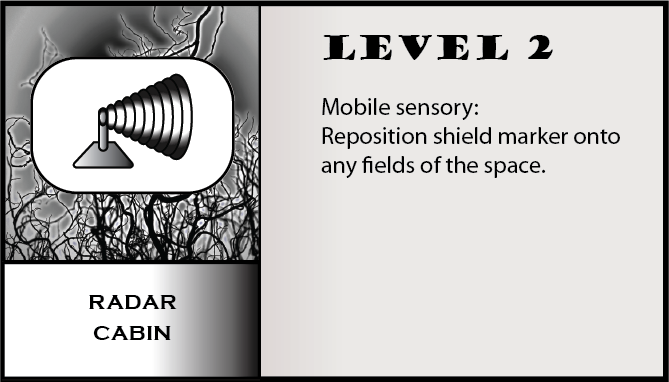 LEVEL 2
Mobile sensory:
Reposition shield marker onto
any fields of the space.
RADAR
CABIN